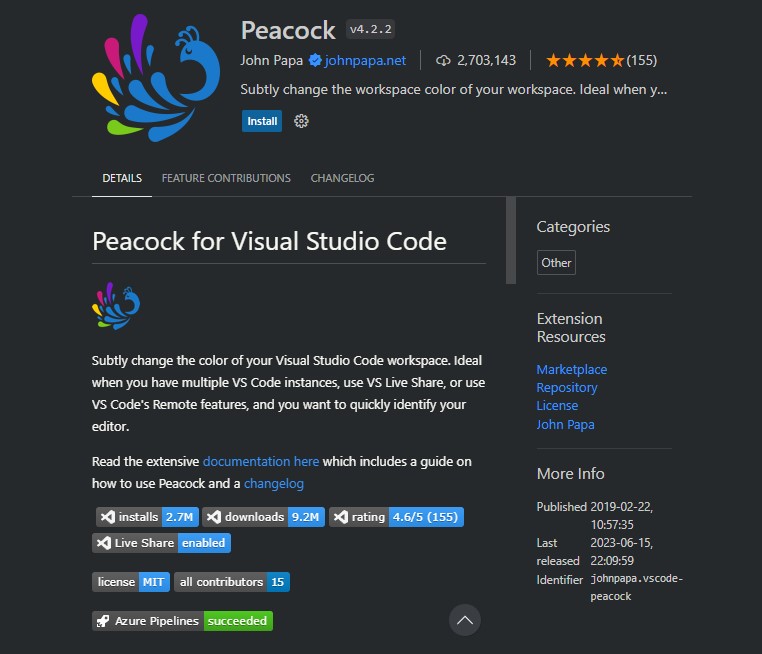 Peacock v4.2.2
John Papa johnpapa.net 2,703,143 (155)
Subtly change the workspace color of your workspace. Ideal when y...
Install
DETAILS FEATURE CONTRIBUTIONS CHANGELOG
Peacock for Visual Studio Code
Subtly change the color of your Visual Studio Code workspace. Ideal
when you have multiple VS Code instances, use VS Live Share, or use
VS Code's Remote features, and you want to quickly identify your
editor.
Read the extensive documentation here which includes a guide on
how to use Peacock and a changelog
installs 2.7M downloads 9.2M rating 4.6/5 (155)
Live Share enabled
license MIT all contributors 15
Azure Pipelines succeeded
Categories
Other
Extension
Resources
Marketplace
Repository
License
John Papa
More Info
Published 2019-02-22,
10:57:35
Last 2023-06-15,
released 22:09:59
Identifier johnpapa.vscode-
peacock